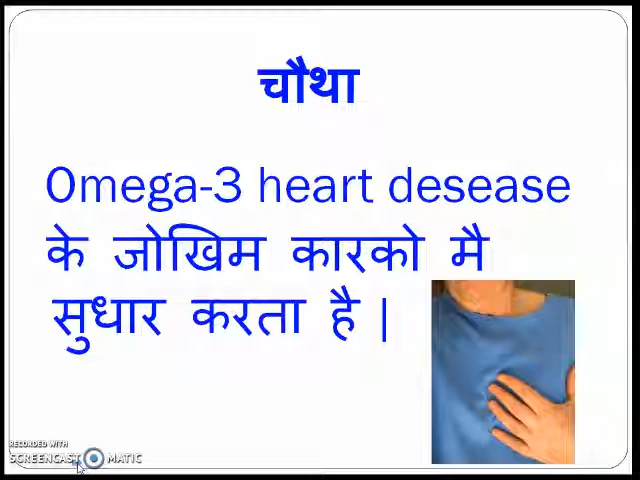 चौथा
Omega-3 heart desease
के जोखिम कारको मै
सुधार करता है |
RECORDED WITH
SCREENCAST MATIC